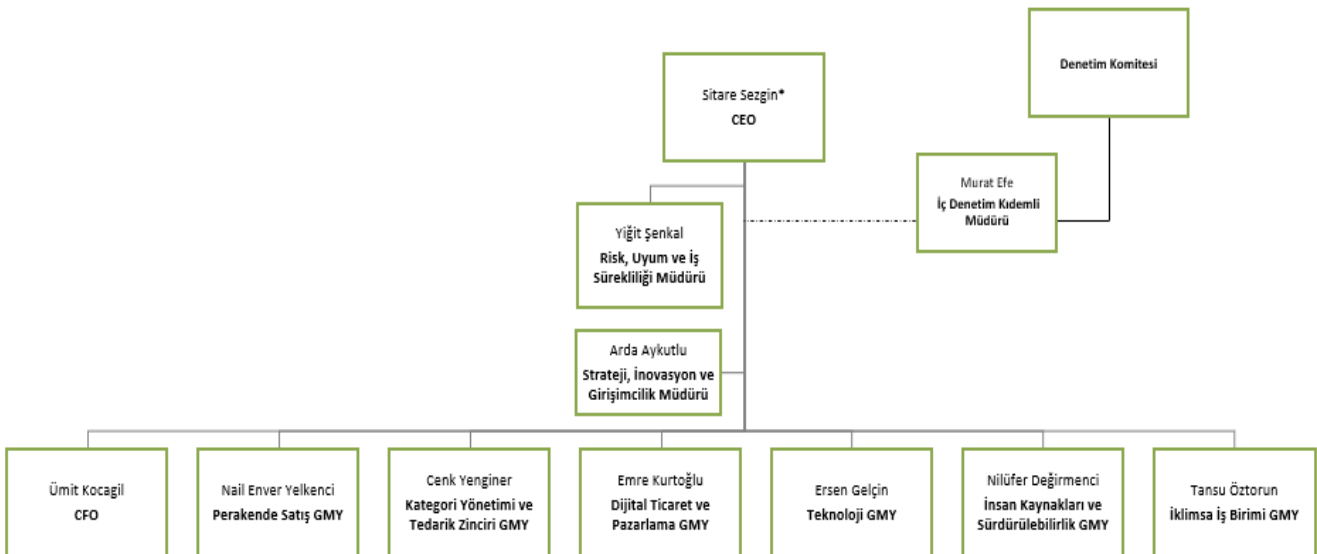 Denetim Komitesi
Sitare Sezgin*
CEO
Murat Efe
İç Denetim Kıdemli
Müdürü
Yiğit Şenkal
Risk, Uyum ve İş
Sürekliliği Müdürü
Arda Aykutlu
Strateji, İnovasyon ve
Girişimcilik Müdürü
Ümit Kocagil
CFO
Nail Enver Yelkenci
Perakende Satış GMY
Cenk Yenginer
Kategori Yönetimi ve
Tedarik Zinciri GMY
Emre Kurtoğlu
Dijital Ticaret ve
Pazarlama GMY
Ersen Gelçin
Teknoloji GMY
Nilüfer Değirmenci
İnsan Kaynakları ve
Sürdürülebilirlik GMY
Tansu Öztorun
İklimsa İş Birimi GMY